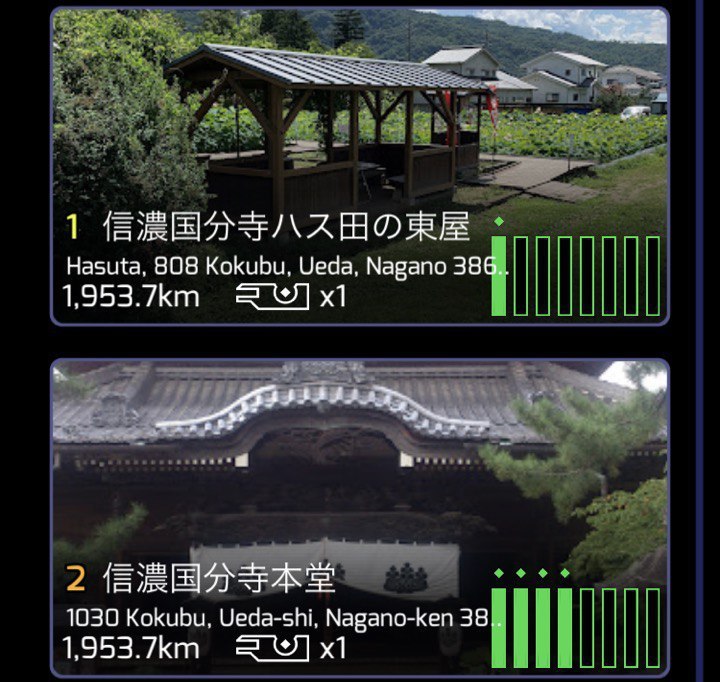 1 信濃国分寺ハス田の東屋
Hasuta, 808 Kokubu, Ueda, Nagano 386..
1,953.7km x1
2 信濃国分寺本堂
1030 Kokubu, Ueda-shi, Nagano-ken 38..
1,953.7km x1